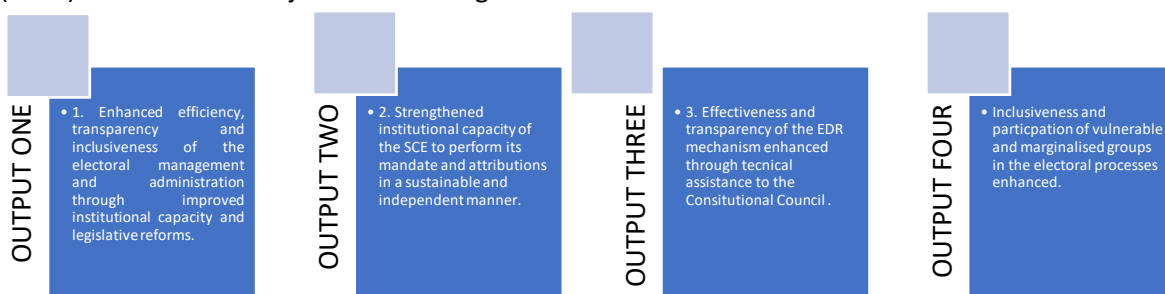 OUTPUT ONE
• 1. Enhanced efficiency,
transparency and
inclusiveness of the
electoral management
and administration
through improved
institutional capacity and
legislative reforms.
OUTPUT TWO
• 2. Strengthened
institutional capacity of
the SCE to perform its
mandate and attributions
in a sustainable and
independent manner.
OUTPUT THREE
• 3. Effectiveness and
transparency of the EDR
mechanism enhanced
through tecnical
assistance to the
Consitutional Council .
OUTPUT FOUR
• Inclusiveness and
particpation of vulnerable
and marginalised groups
in the electoral processes
enhanced.